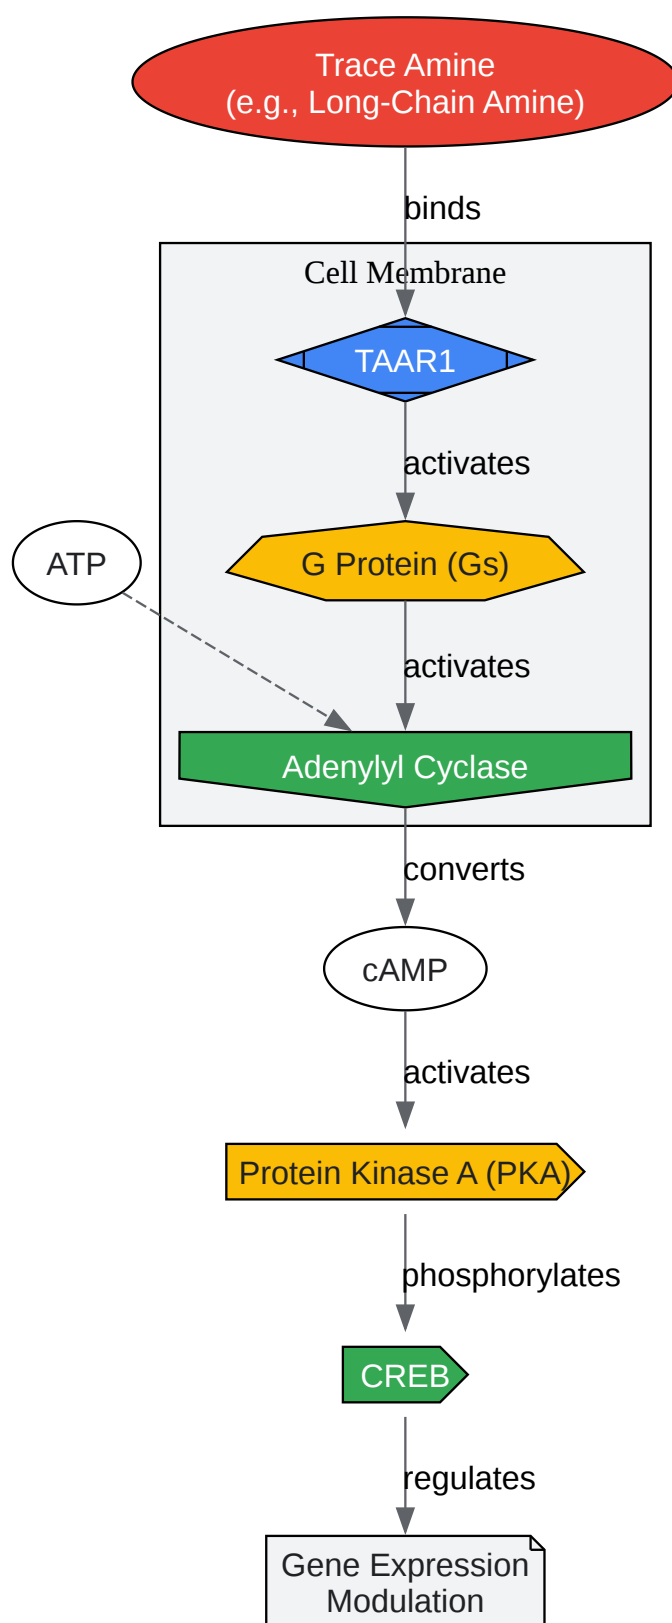 Trace Amine
(e.g., Long-Chain Amine)
binds
Cell Membrane
TAAR1
activates
G Protein (Gs)
ATP
activates
Adenylyl Cyclase
converts
cAMP
activates
Protein Kinase A (PKA)
phosphorylates
CREB
regulates
Gene Expression
Modulation